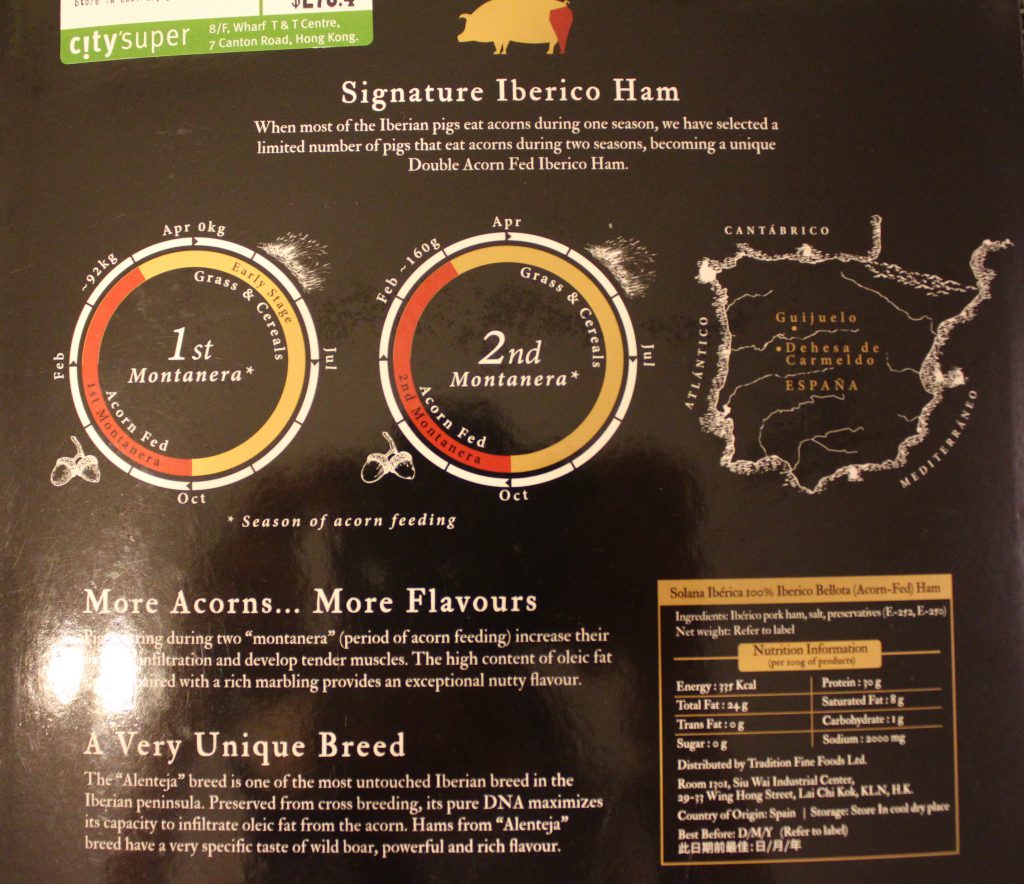 city'super
8/F, Wharf T & T Centre,
7 Canton Road, Hong Kong.
Signature Iberico Ham
When most of the Iberian pigs eat acorns during one season, we have selected a
limited number of pigs that eat acorns during two seasons, becoming a unique
Double Acorn Fed Iberico Ham.
Apr 0kg
~92kg
Early Stage
Grass & Cereals
1st
Montanera*
Feb
Jul
Acorn Fed
1st Montanera
Oct
Apr
Feb ~160g
Grass & Cereals
2nd
Montanera*
Jul
Acorn Fed
2nd Montanera
Oct
* Season of acorn feeding
CANTÁBRICO
ATLÁNTICO
Guijuelo
Dehesa de
Carmeldo
ESPAÑA
MEDITERRÁNEO
More Acorns... More Flavours
during two “montanera” (period of acorn feeding) increase their
infiltration and develop tender muscles. The high content of oleic fat
with a rich marbling provides an exceptional nutty flavour.
A Very Unique Breed
The “Alenteja” breed is one of the most untouched Iberian breed in the
Iberian peninsula. Preserved from cross breeding, its pure DNA maximizes
its capacity to infiltrate oleic fat from the acorn. Hams from “Alenteja”
breed have a very specific taste of wild boar, powerful and rich flavour.
Solana Ibérica 100% Iberico Bellota (Acorn-Fed) Ham
Ingredients: Ibérico pork ham, salt, preservatives (E-252, E-250)
Net weight: Refer to label
Nutrition Information
(per 100g of products)
Energy : 335 Kcal
Protein : 30 g
Total Fat : 24 g
Saturated Fat : 8 g
Trans Fat : 0 g
Carbohydrate : 1 g
Sugar : 0 g
Sodium : 2000 mg
Distributed by Tradition Fine Foods Ltd.
Room 1301, Siu Wai Industrial Center,
29-37 Wing Hong Street, Lai Chi Kok, KLN, H.K.
Country of Origin: Spain | Storage: Store In cool dry place
Best Before: D/M/Y (Refer to label)
此日期前最佳: 日/月/年